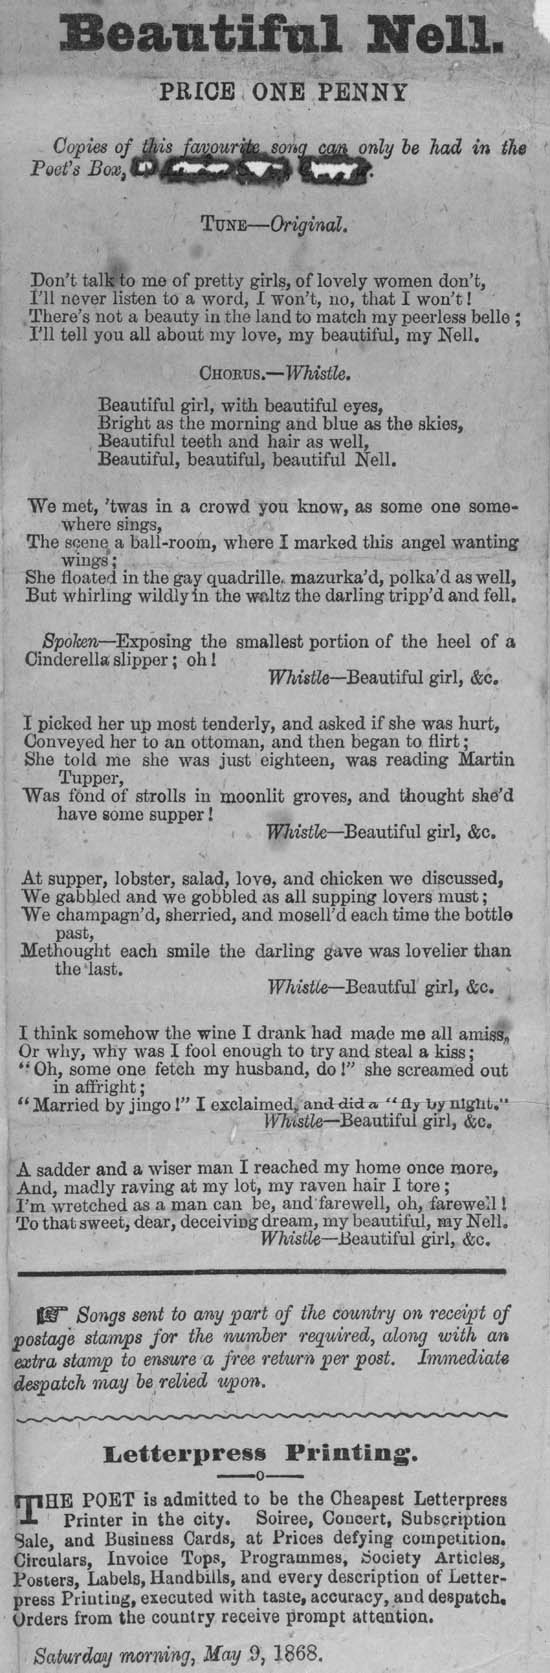 Beautiful Nell.
PRICE ONE PENNY
Copies of this favourite song can only be had in the
Poet's Box,
TUNE—Original.
Don't talk to me of pretty girls, of lovely women don't,
I'll never listen to a word, I won't, no, that I won't!
There's not a beauty in the land to match my peerless belle;
I'll tell you all about my love, my beautiful, my Nell.
CHORUS.—Whistle.
Beautiful girl, with beautiful eyes,
Bright as the morning and blue as the skies,
Beautiful teeth and hair as well,
Beautiful, beautiful, beautiful Nell.
We met, 'twas in a crowd you know, as some one some-
where sings,
The scene a ball-room, where I marked this angel wanting
wings;
She floated in the gay quadrille, mazurka'd, polka'd as well,
But whirling wildly in the waltz the darling tripp'd and fell.
Spoken—Exposing the smallest portion of the heel of a
Cinderella slipper; oh!
Whistle—Beautiful girl, &c.
I picked her up most tenderly, and asked if she was hurt,
Conveyed her to an ottoman, and then began to flirt;
She told me she was just eighteen, was reading Martin
Tupper,
Was fond of strolls in moonlit groves, and thought she'd
have some supper!
Whistle—Beautiful girl, &c.
At supper, lobster, salad, love, and chicken we discussed,
We gabbled and we gobbled as all supping lovers must;
We champagn'd, sherried, and mosell'd each time the bottle
past,
Methought each smile the darling gave was lovelier than
the last.
Whistle—Beautful girl, &c.
I think somehow the wine I drank had made me all amiss,
Or why, why was I fool enough to try and steal a kiss;
"Oh, some one fetch my husband, do!" she screamed out
in affright;
"Married by jingo!" I exclaimed, and did a "fly by night."
Whistle—Beautiful girl, &c.
A sadder and a wiser man I reached my home once more,
And, madly raving at my lot, my raven hair I tore;
I'm wretched as a man can be, and farewell, oh, farewell!
To that sweet, dear, deceiving dream, my beautiful, my Nell.
Whistle—Beautiful girl, &c.
Songs sent to any part of the country on receipt of
postage stamps for the number required, along with an
extra stamp to ensure a free return per post. Immediate
despatch may be relied upon.
Letterpress Printing.
THE POET is admitted to be the Cheapest Letterpress
Printer in the city. Soiree, Concert, Subscription
Sale, and Business Cards, at Prices defying competition.
Circulars, Invoice Tops, Programmes, Society Articles,
Posters, Labels, Handbills, and every description of Letter-
press Printing, executed with taste, accuracy, and despatch.
Orders from the country receive prompt attention.
Saturday morning, May 9, 1868.